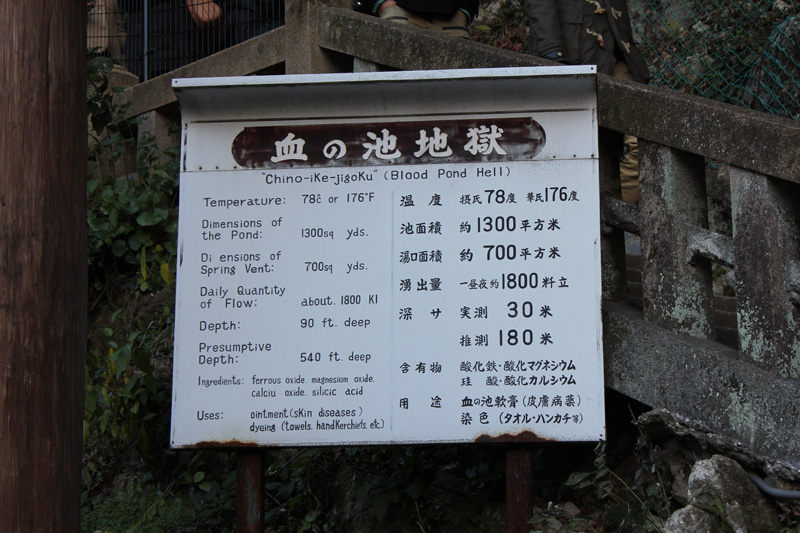 血の池地獄
"Chino-iKe-jigoKu" (Blood Pond Hell)
Temperature: 78℃ or 176°F
Dimensions of
the Pond: 1300sq yds.
Di ensions of
Spring Vent: 700sq yds.
Daily Quantity
of Flow: about. 1800 Kl
Depth: 90 ft. deep
Presumptive
Depth: 540 ft. deep
Ingredients: ferrous oxide. magnesium oxide.
calciu oxide. silicic acid
Uses: ointment (sKin diseases)
dyeing (towels. handKerchiets. etc.)
温度 摂氏78度 華氏176度
池面積 約1300平方米
湯口面積 約700平方米
湧出量 一昼夜約1800粁立
深サ 実測 30米
推測 180米
含有物 酸化鉄・酸化マグネシウム
珪酸・酸化カルシウム
用途 血の池軟膏(皮膚病薬)
染色(タオル・ハンカチ等)